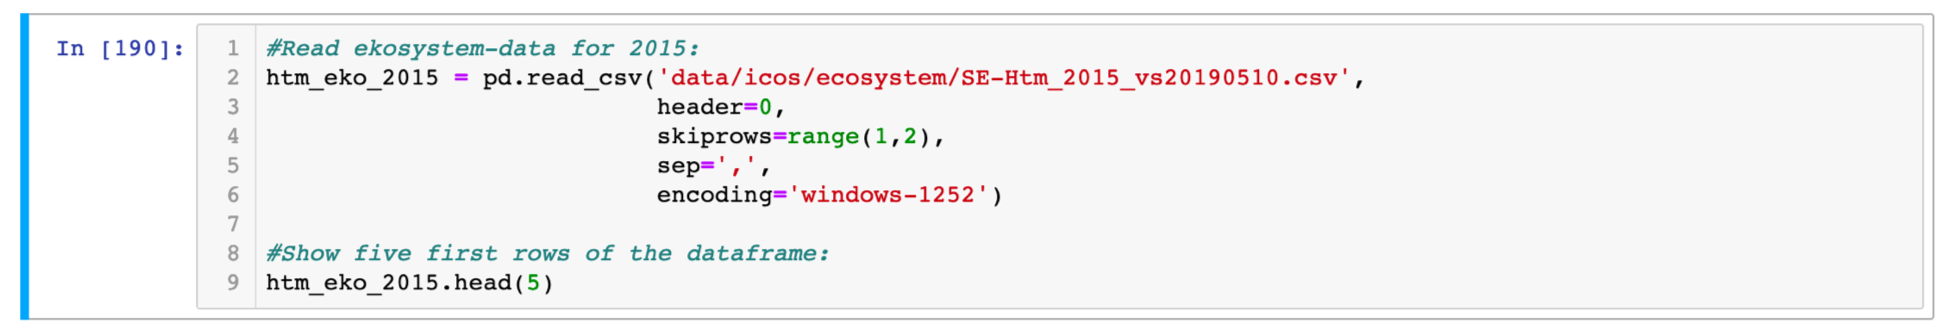 In [190]:
1 #Read ekosystem-data for 2015:
2 htm_eko_2015 = pd.read_csv('data/icos/ecosystem/SE-Htm_2015_vs20190510.csv',
3                            header=0,
4                            skiprows=range(1,2),
5                            sep=',',
6                            encoding='windows-1252')
7
8 #Show five first rows of the dataframe:
9 htm_eko_2015.head(5)